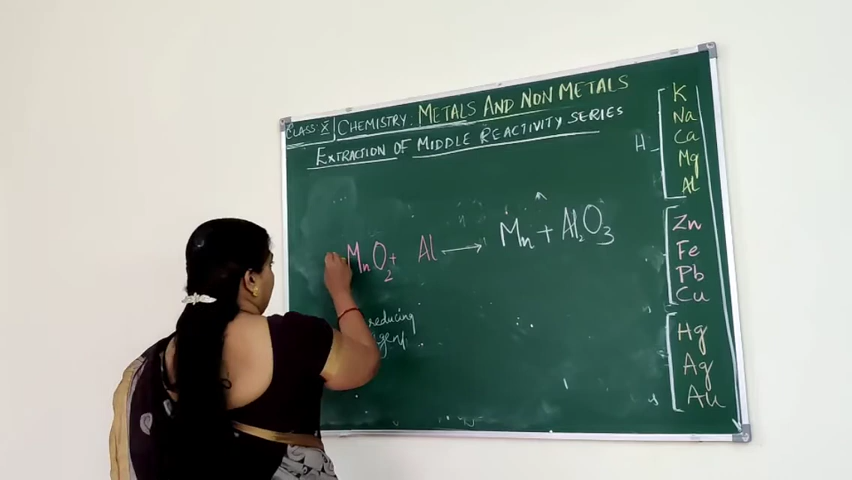 CLASS: X CHEMISTRY: METALS AND NON METALS
EXTRACTION OF MIDDLE REACTIVITY SERIES
MnO2+ Al → Mn + Al2O3
reducing
agent
H
K
Na
Ca
Mg
Al
Zn
Fe
Pb
Cu
Hg
Ag
Au